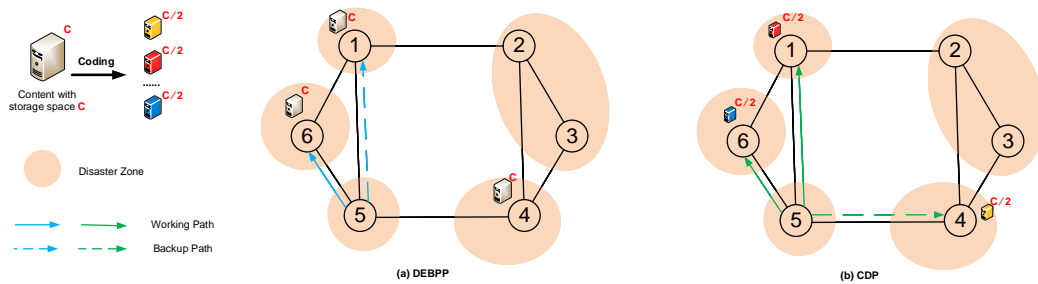 C
Coding
Content with
storage space C
C/2
C/2
......
C/2
Disaster Zone
Working Path
Backup Path
C
1
2
C
6
3
C
5
4
(a) DEBPP
C/2
1
2
C/2
6
3
5
4
C/2
(b) CDP